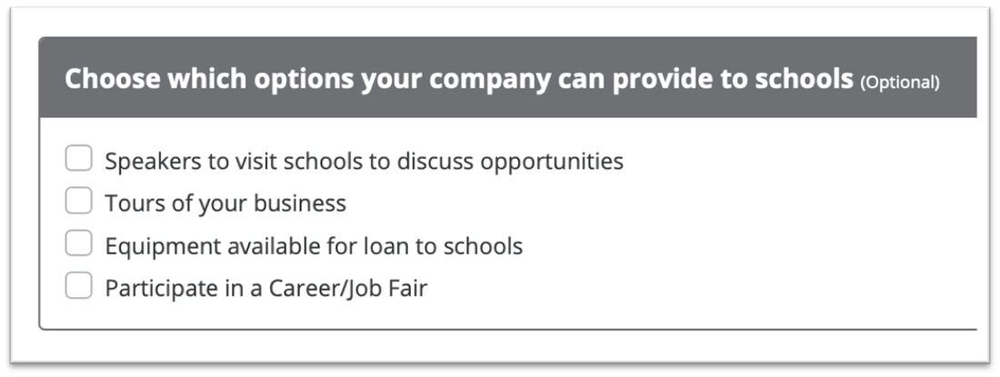 Choose which options your company can provide to schools (Optional)
Speakers to visit schools to discuss opportunities
Tours of your business
Equipment available for loan to schools
Participate in a Career/Job Fair